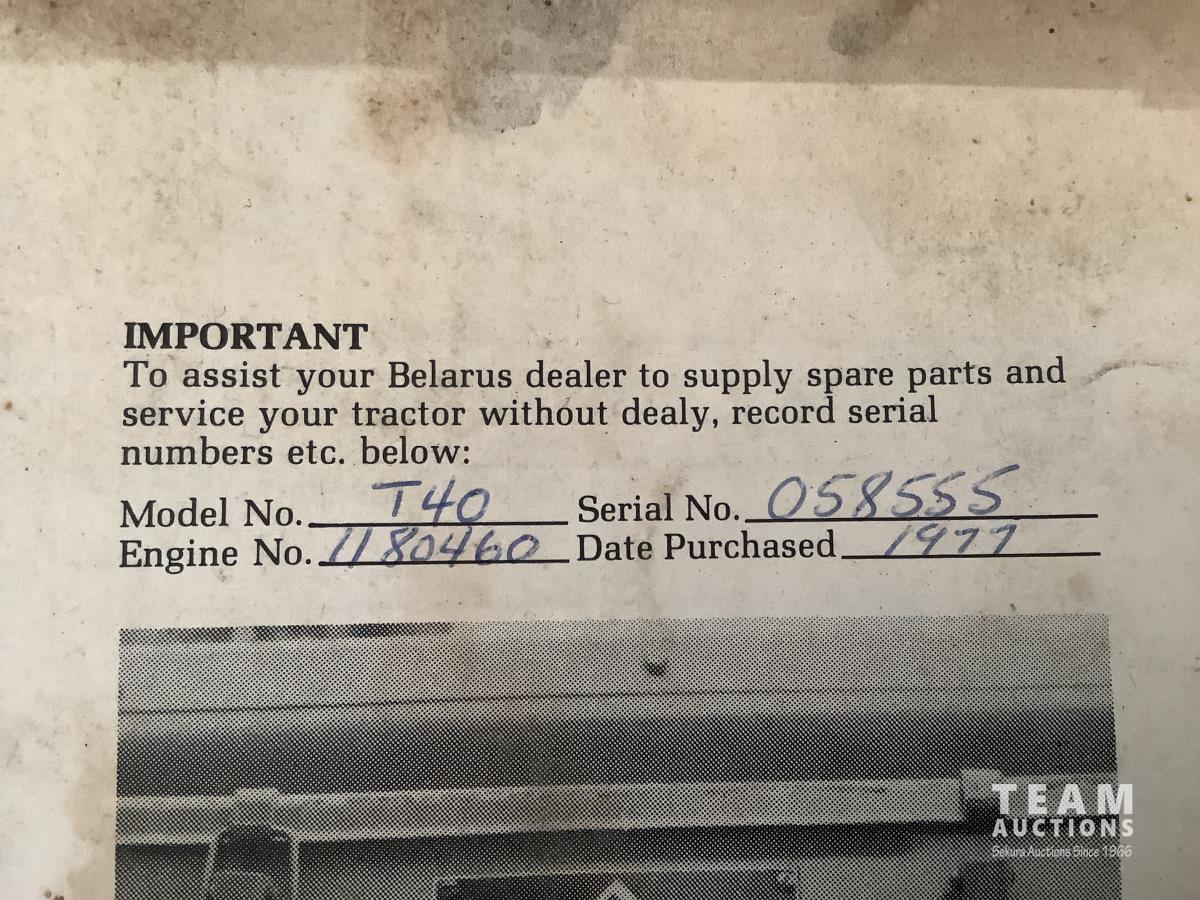 IMPORTANT
To assist your Belarus dealer to supply spare parts and
service your tractor without dealy, record serial
numbers etc. below:
Model No. T40 Serial No. 058555
Engine No. 1180460 Date Purchased 1977
TEAM
AUCTIONS
Sekura Auctions Since 1966